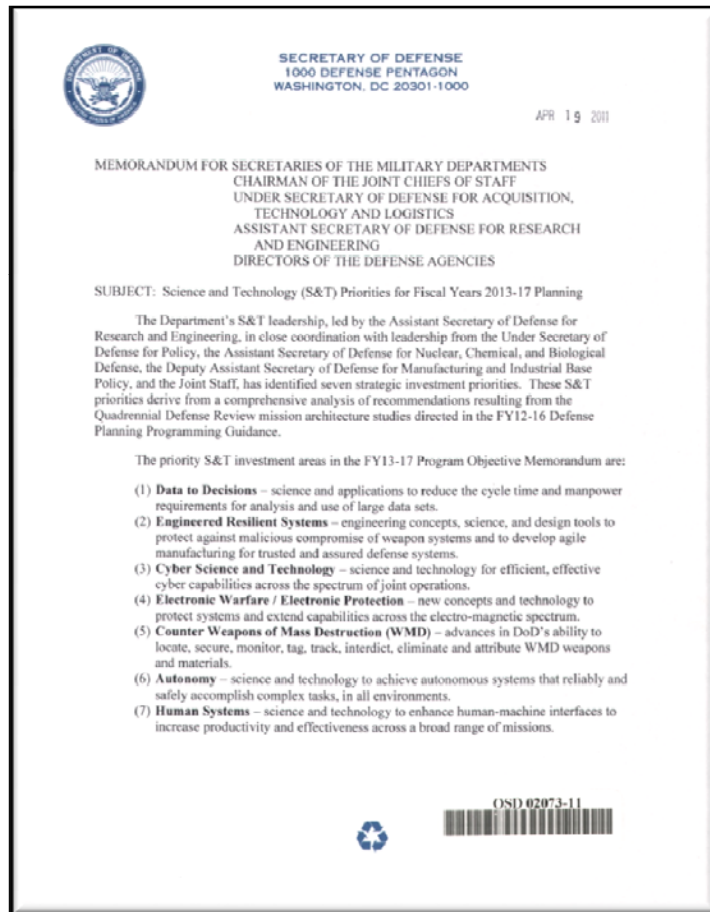 SECRETARY OF DEFENSE
1000 DEFENSE PENTAGON
WASHINGTON, DC 20301-1000
APR 19 2011
MEMORANDUM FOR SECRETARIES OF THE MILITARY DEPARTMENTS
CHAIRMAN OF THE JOINT CHIEFS OF STAFF
UNDER SECRETARY OF DEFENSE FOR ACQUISITION,
TECHNOLOGY AND LOGISTICS
ASSISTANT SECRETARY OF DEFENSE FOR RESEARCH
AND ENGINEERING
DIRECTORS OF THE DEFENSE AGENCIES
SUBJECT: Science and Technology (S&T) Priorities for Fiscal Years 2013-17 Planning
The Department's S&T leadership, led by the Assistant Secretary of Defense for
Research and Engineering, in close coordination with leadership from the Under Secretary of
Defense for Policy, the Assistant Secretary of Defense for Nuclear, Chemical, and Biological
Defense, the Deputy Assistant Secretary of Defense for Manufacturing and Industrial Base
Policy, and the Joint Staff, has identified seven strategic investment priorities. These S&T
priorities derive from a comprehensive analysis of recommendations resulting from the
Quadrennial Defense Review mission architecture studies directed in the FY12-16 Defense
Planning Programming Guidance.
The priority S&T investment areas in the FY13-17 Program Objective Memorandum are:
(1) Data to Decisions – science and applications to reduce the cycle time and manpower
requirements for analysis and use of large data sets.
(2) Engineered Resilient Systems – engineering concepts, science, and design tools to
protect against malicious compromise of weapon systems and to develop agile
manufacturing for trusted and assured defense systems.
(3) Cyber Science and Technology – science and technology for efficient, effective
cyber capabilities across the spectrum of joint operations.
(4) Electronic Warfare / Electronic Protection – new concepts and technology to
protect systems and extend capabilities across the electro-magnetic spectrum.
(5) Counter Weapons of Mass Destruction (WMD) – advances in DoD's ability to
locate, secure, monitor, tag, track, interdict, eliminate and attribute WMD weapons
and materials.
(6) Autonomy – science and technology to achieve autonomous systems that reliably and
safely accomplish complex tasks, in all environments.
(7) Human Systems – science and technology to enhance human-machine interfaces to
increase productivity and effectiveness across a broad range of missions.
OSD 02073-11